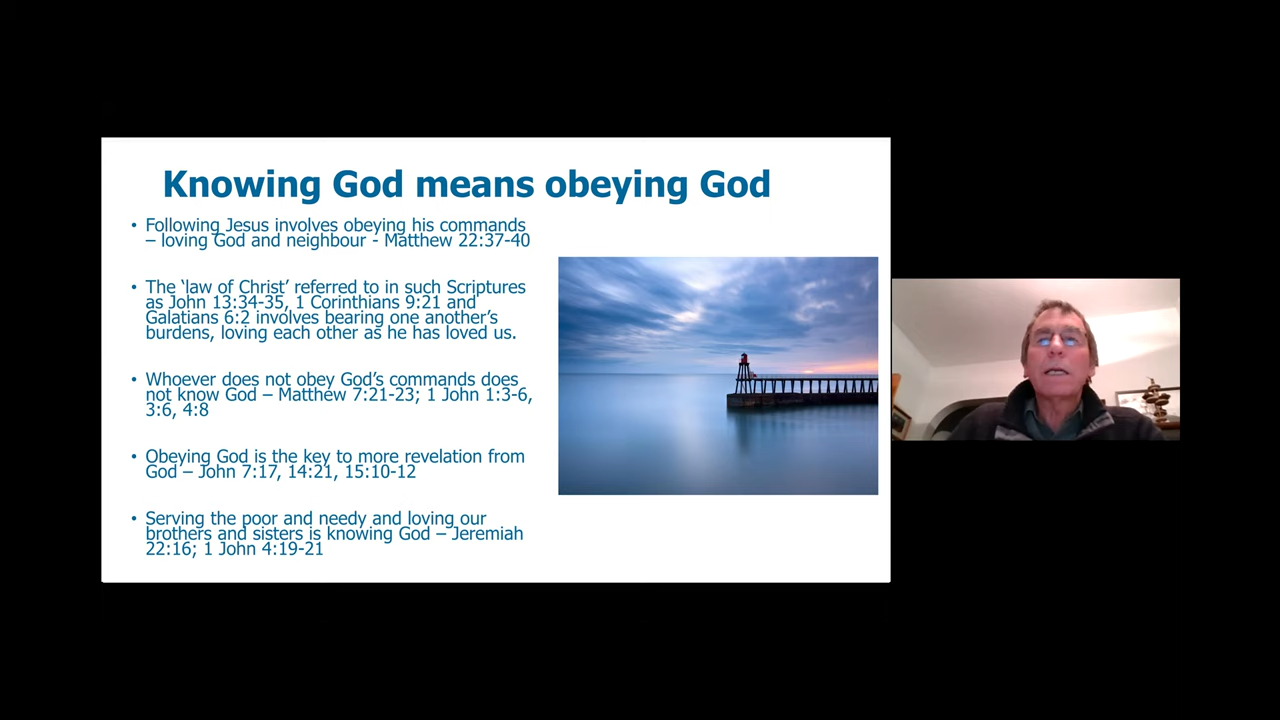 Knowing God means obeying God
• Following Jesus involves obeying his commands
– loving God and neighbour - Matthew 22:37-40
• The ‘law of Christ’ referred to in such Scriptures
as John 13:34-35, 1 Corinthians 9:21 and
Galatians 6:2 involves bearing one another’s
burdens, loving each other as he has loved us.
• Whoever does not obey God’s commands does
not know God – Matthew 7:21-23; 1 John 1:3-6,
3:6, 4:8
• Obeying God is the key to more revelation from
God – John 7:17, 14:21, 15:10-12
• Serving the poor and needy and loving our
brothers and sisters is knowing God – Jeremiah
22:16; 1 John 4:19-21